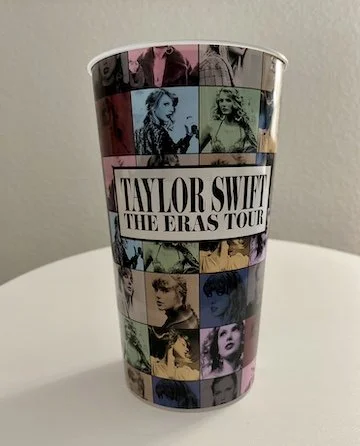 TAYLOR SWIFT
THE ERAS TOUR